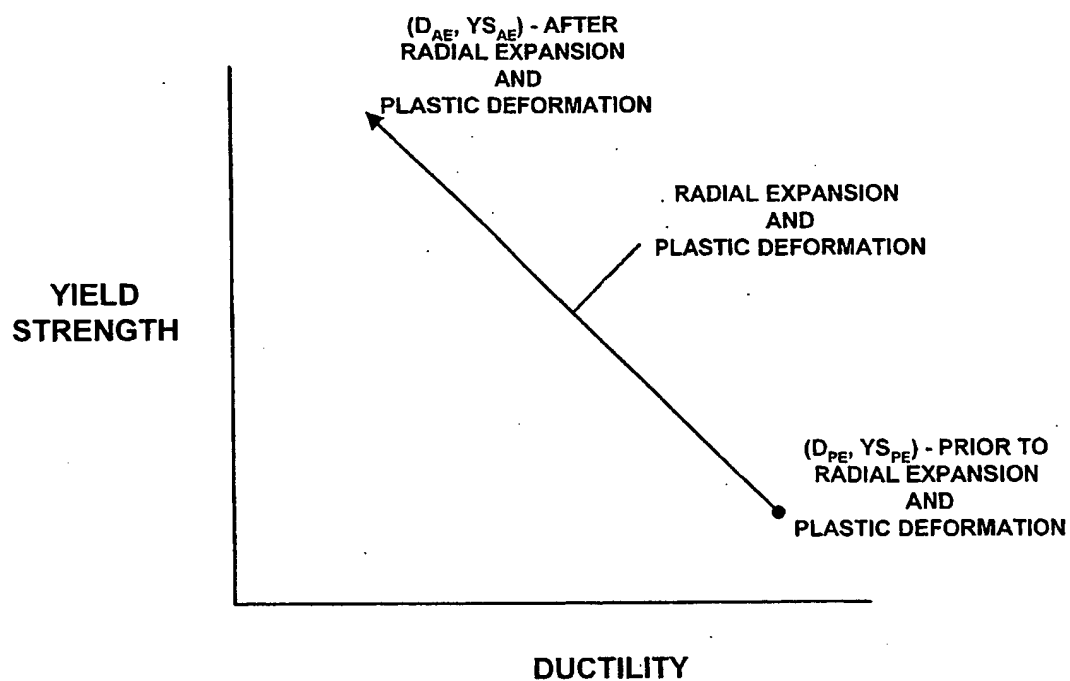 (D_AE, YS_AE) - AFTER
RADIAL EXPANSION
AND
PLASTIC DEFORMATION
RADIAL EXPANSION
AND
PLASTIC DEFORMATION
YIELD
STRENGTH
(D_PE, YS_PE) - PRIOR TO
RADIAL EXPANSION
AND
PLASTIC DEFORMATION
DUCTILITY